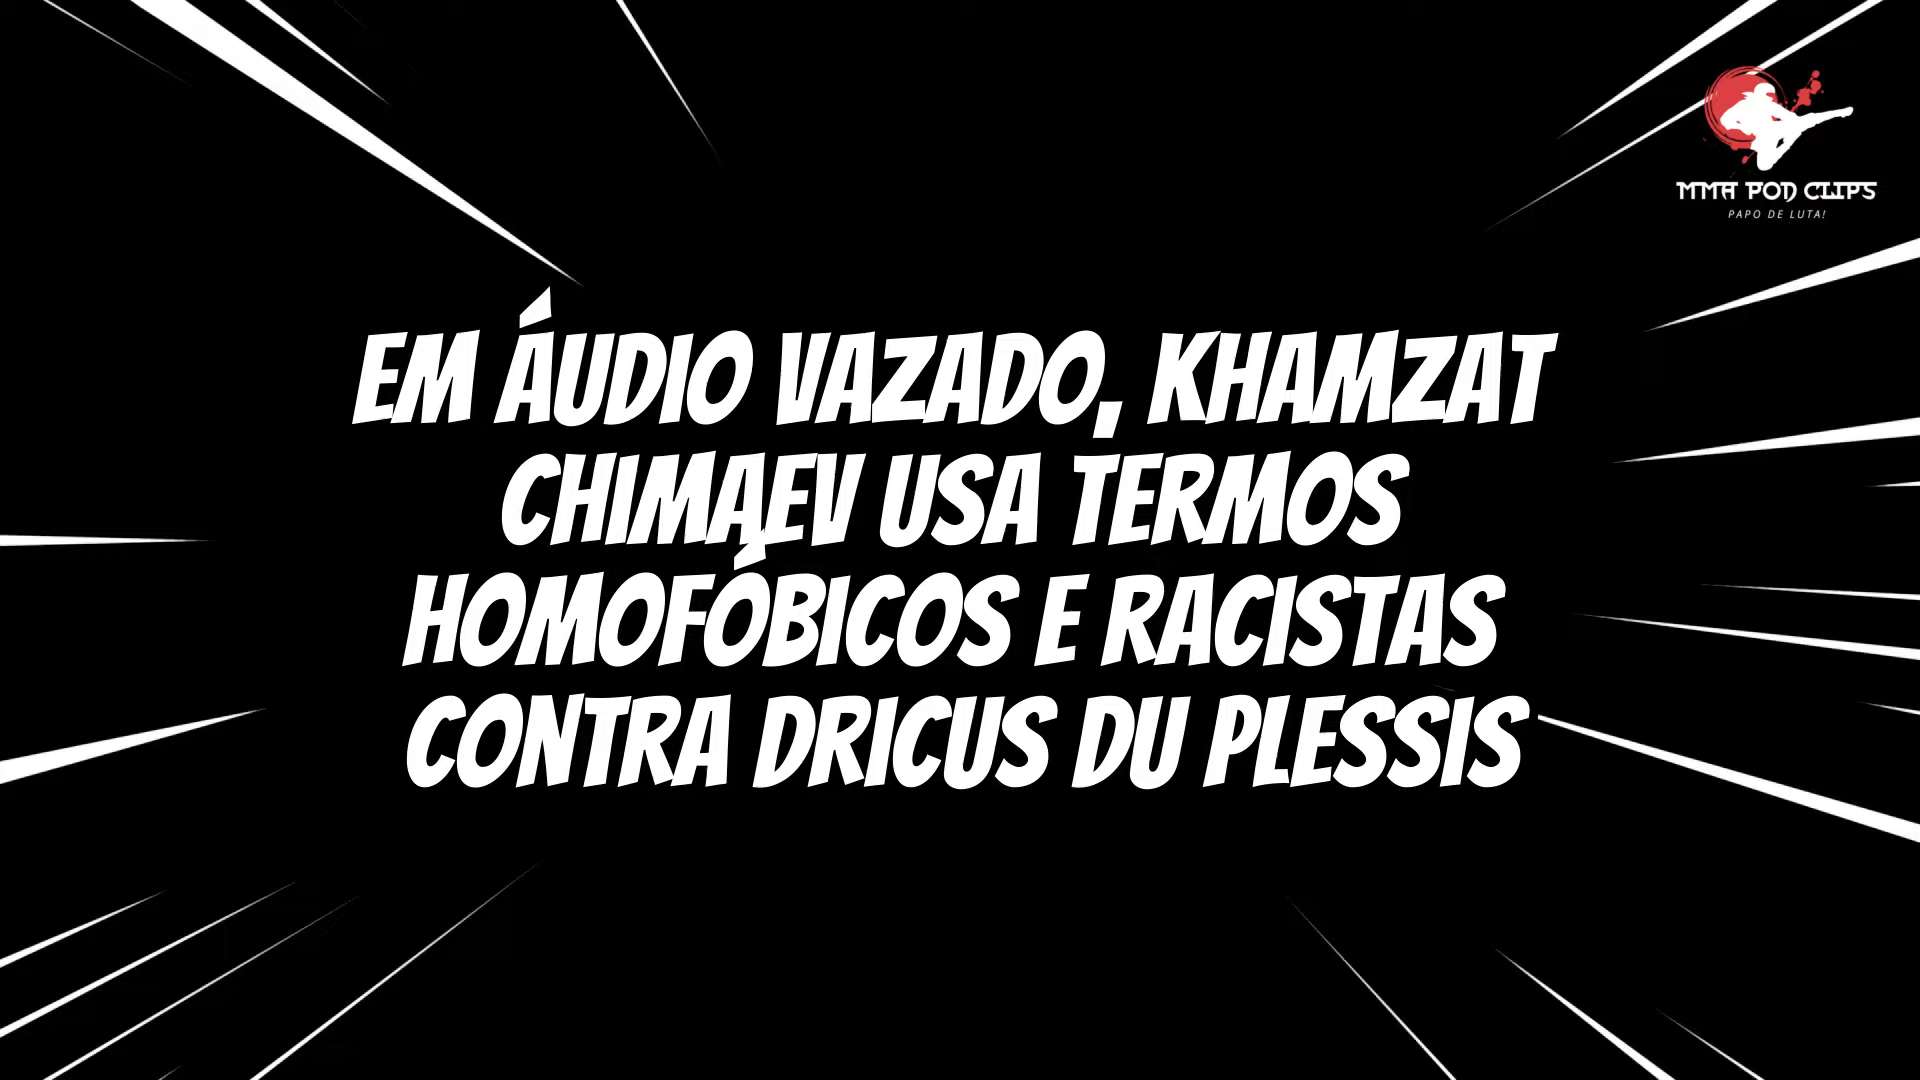 MMA POD CLIPS
PAPO DE LUTA!
EM ÁUDIO VAZADO, KHAMZAT
CHIMAEV USA TERMOS
HOMOFÓBICOS E RACISTAS
CONTRA DRICUS DU PLESSIS